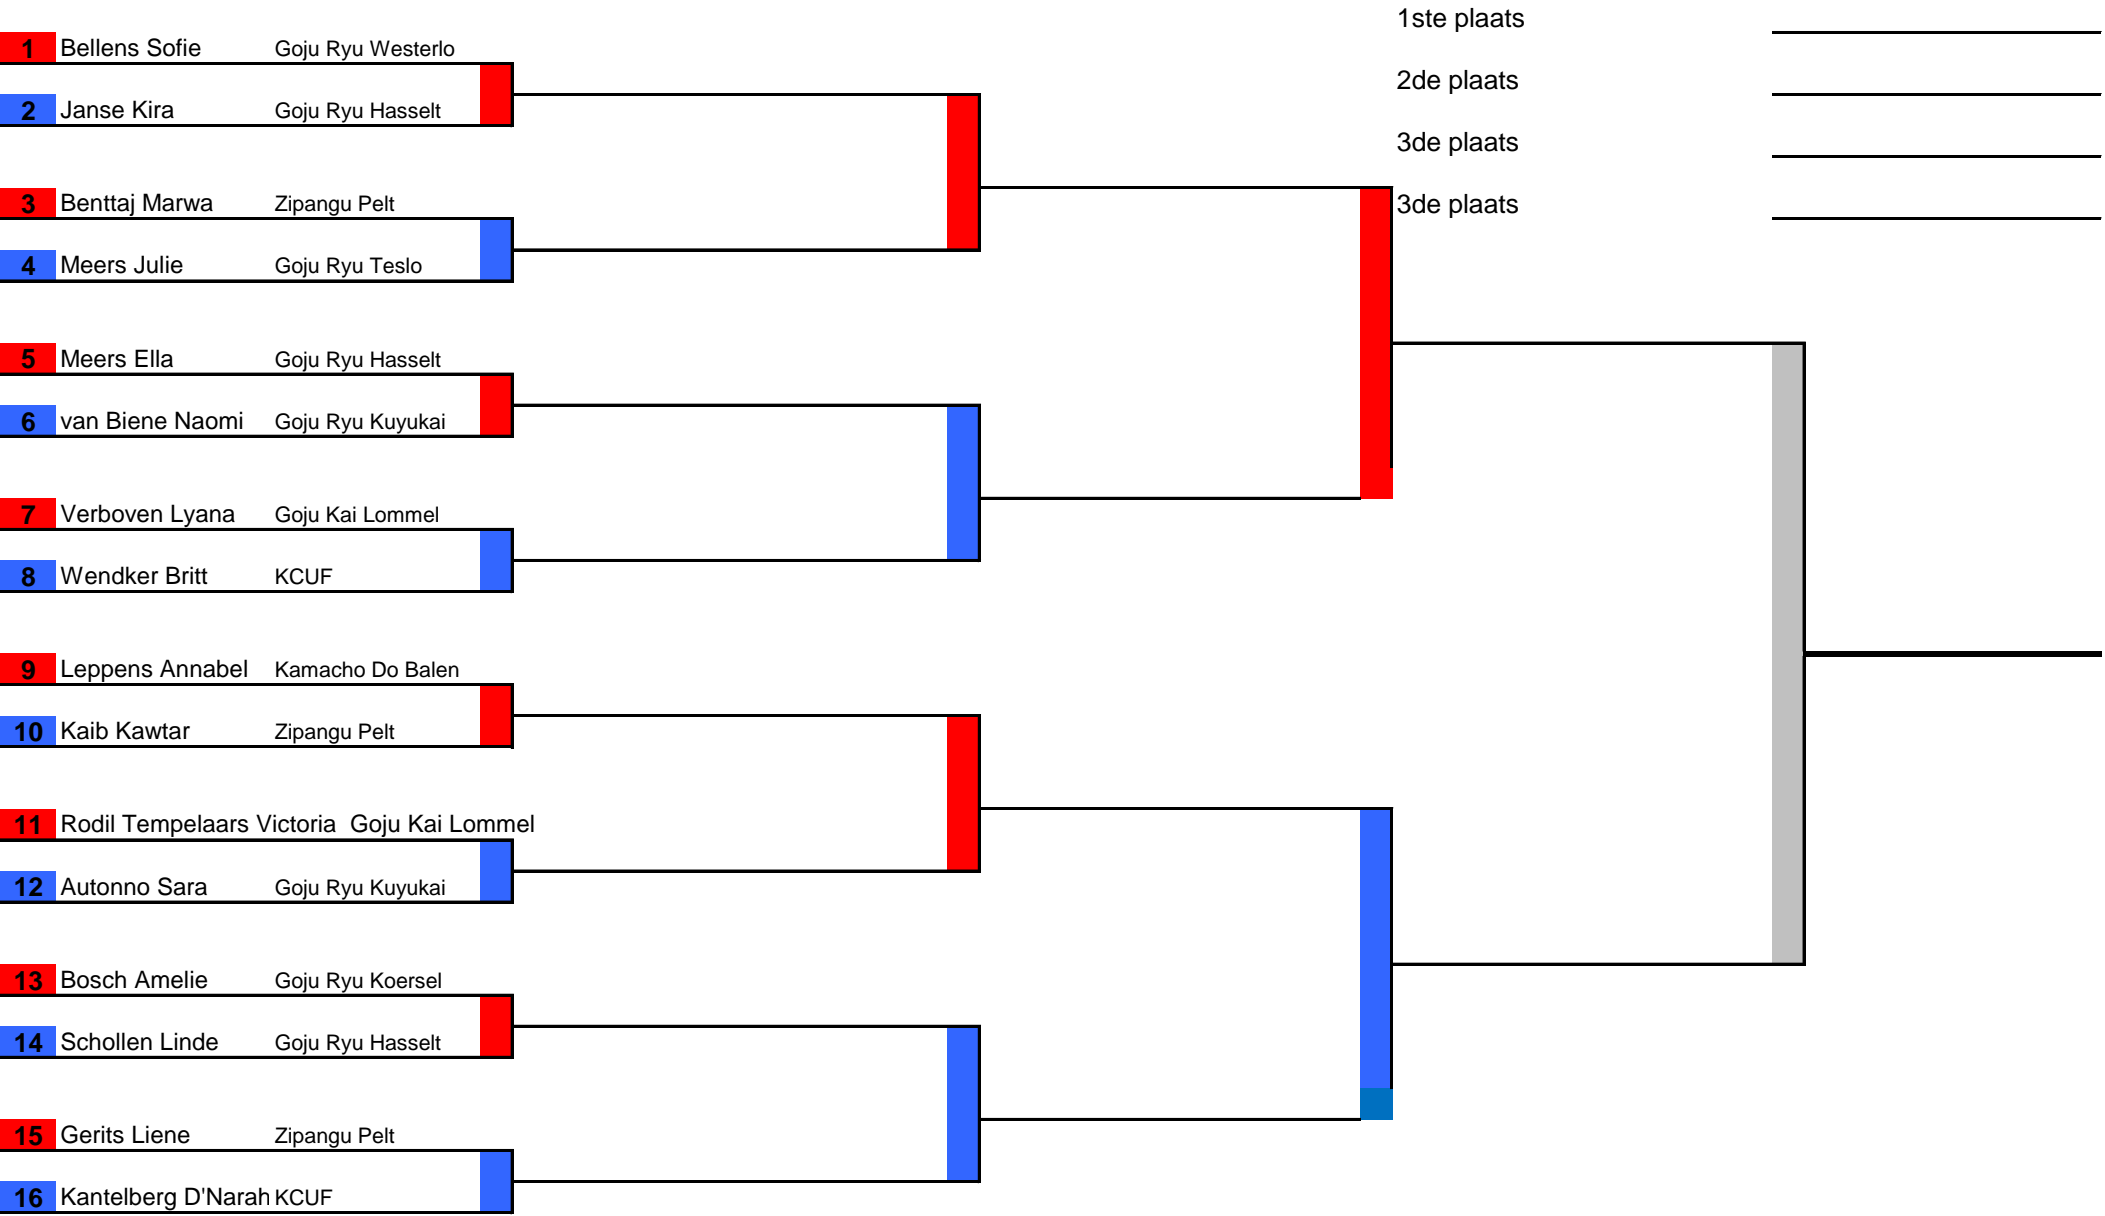 1ste plaats
1 Bellens Sofie Goju Ryu Westerlo
2de plaats
2 Janse Kira Goju Ryu Hasselt
3de plaats
3 Benttaj Marwa Zipangu Pelt
3de plaats
4 Meers Julie Goju Ryu Teslo
5 Meers Ella Goju Ryu Hasselt
6 van Biene Naomi Goju Ryu Kuyukai
7 Verboven Lyana Goju Kai Lommel
8 Wendker Britt KCUF
9 Leppens Annabel Kamacho Do Balen
10 Kaib Kawtar Zipangu Pelt
11 Rodil Tempelaars Victoria Goju Kai Lommel
12 Autonno Sara Goju Ryu Kuyukai
13 Bosch Amelie Goju Ryu Koersel
14 Schollen Linde Goju Ryu Hasselt
15 Gerits Liene Zipangu Pelt
16 Kantelberg D'Narah KCUF